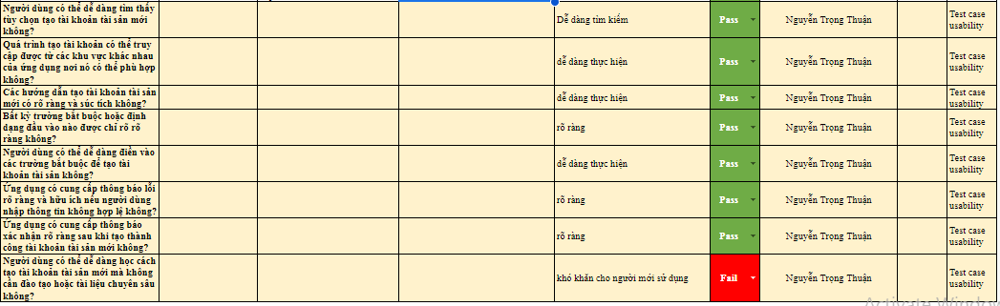 Người dùng có thể dễ dàng tìm thấy
tùy chọn tạo tài khoản tài sản mới
không?
Dễ dàng tìm kiếm
Pass
Nguyễn Trọng Thuận
Test case
usability
Quá trình tạo tài khoản có thể truy
cập được từ các khu vực khác nhau
của ứng dụng nơi nó có thể phù hợp
không?
dễ dàng thực hiện
Pass
Nguyễn Trọng Thuận
Test case
usability
Các hướng dẫn tạo tài khoản tài sản
mới có rõ ràng và súc tích không?
dễ dàng thực hiện
Pass
Nguyễn Trọng Thuận
Test case
usability
Bất kỳ trường bắt buộc hoặc định
dạng đầu vào nào được chỉ rõ rõ
ràng không?
rõ ràng
Pass
Nguyễn Trọng Thuận
Test case
usability
Người dùng có thể dễ dàng điền vào
các trường bắt buộc để tạo tài
khoản tài sản không?
dễ dàng thực hiện
Pass
Nguyễn Trọng Thuận
Test case
usability
Ứng dụng có cung cấp thông báo lỗi
rõ ràng và hữu ích nếu người dùng
nhập thông tin không hợp lệ không?
rõ ràng
Pass
Nguyễn Trọng Thuận
Test case
usability
Ứng dụng có cung cấp thông báo
xác nhận rõ ràng sau khi tạo thành
công tài khoản tài sản mới không?
rõ ràng
Pass
Nguyễn Trọng Thuận
Test case
usability
Người dùng có thể dễ dàng học cách
tạo tài khoản tài sản mới mà không
cần đào tạo hoặc tài liệu chuyên sâu
không?
khó khăn cho người mới sử dụng
Fail
Nguyễn Trọng Thuận
Test case
usability